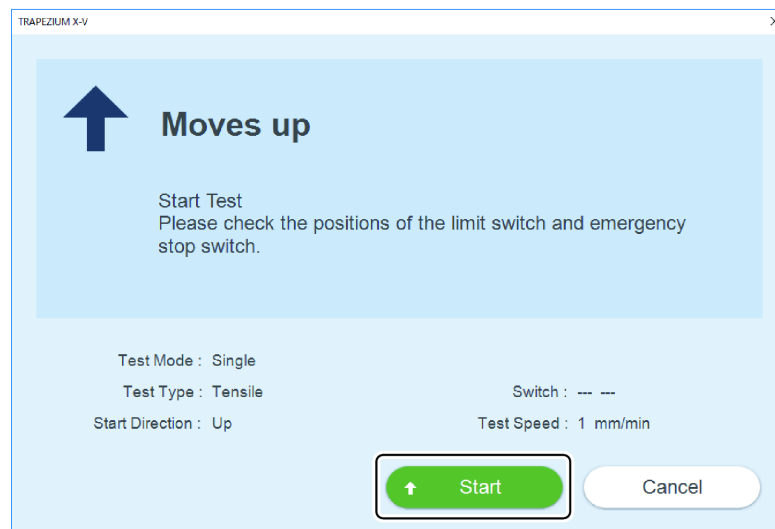 TRAPEZIUM X-V
Moves up
Start Test
Please check the positions of the limit switch and emergency
stop switch.
Test Mode : Single
Test Type : Tensile
Switch : --- ---
Start Direction : Up
Test Speed : 1 mm/min
Start
Cancel